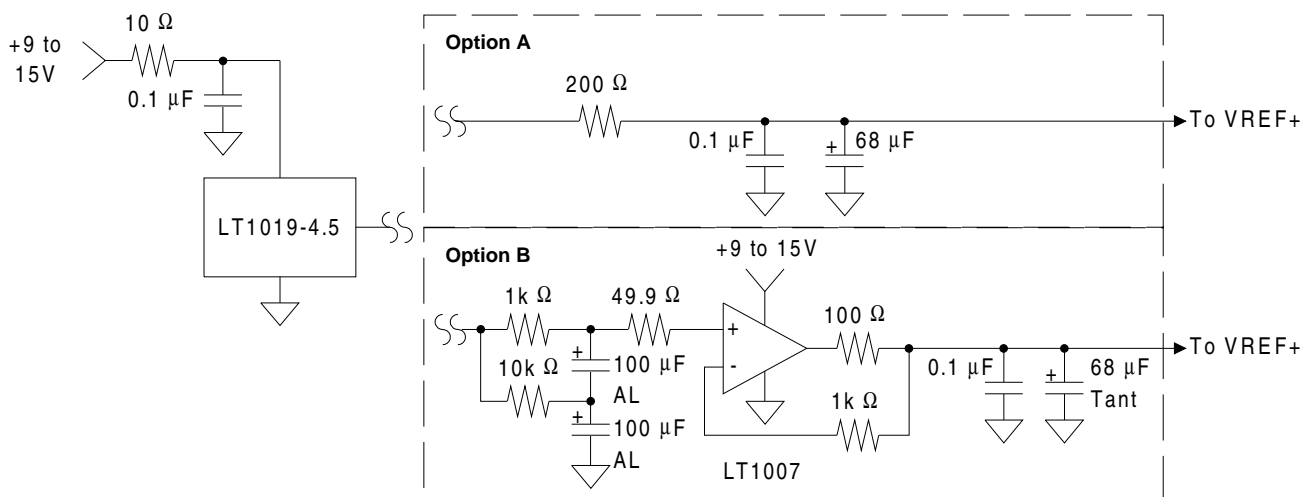 +9 to
15V
10 Ω
0.1 µF
LT1019-4.5
Option A
200 Ω
0.1 µF
+
68 µF
To VREF+
Option B
+9 to 15V
1k Ω
49.9 Ω
+
-
100 Ω
+
100 µF
AL
10k Ω
+
100 µF
AL
1k Ω
LT1007
0.1 µF
+
68 µF
Tant
To VREF+